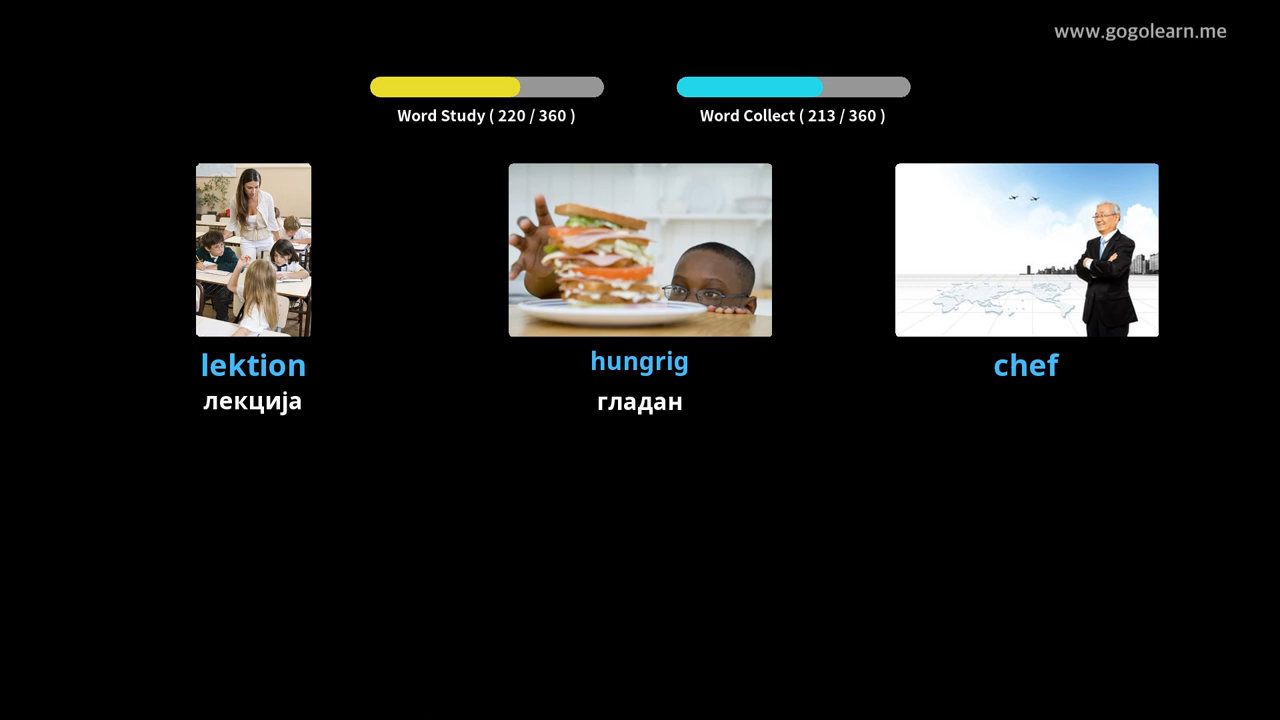 www.gogolearn.me
Word Study ( 220 / 360 )
Word Collect ( 213 / 360 )
lektion
лекција
hungrig
гладан
chef